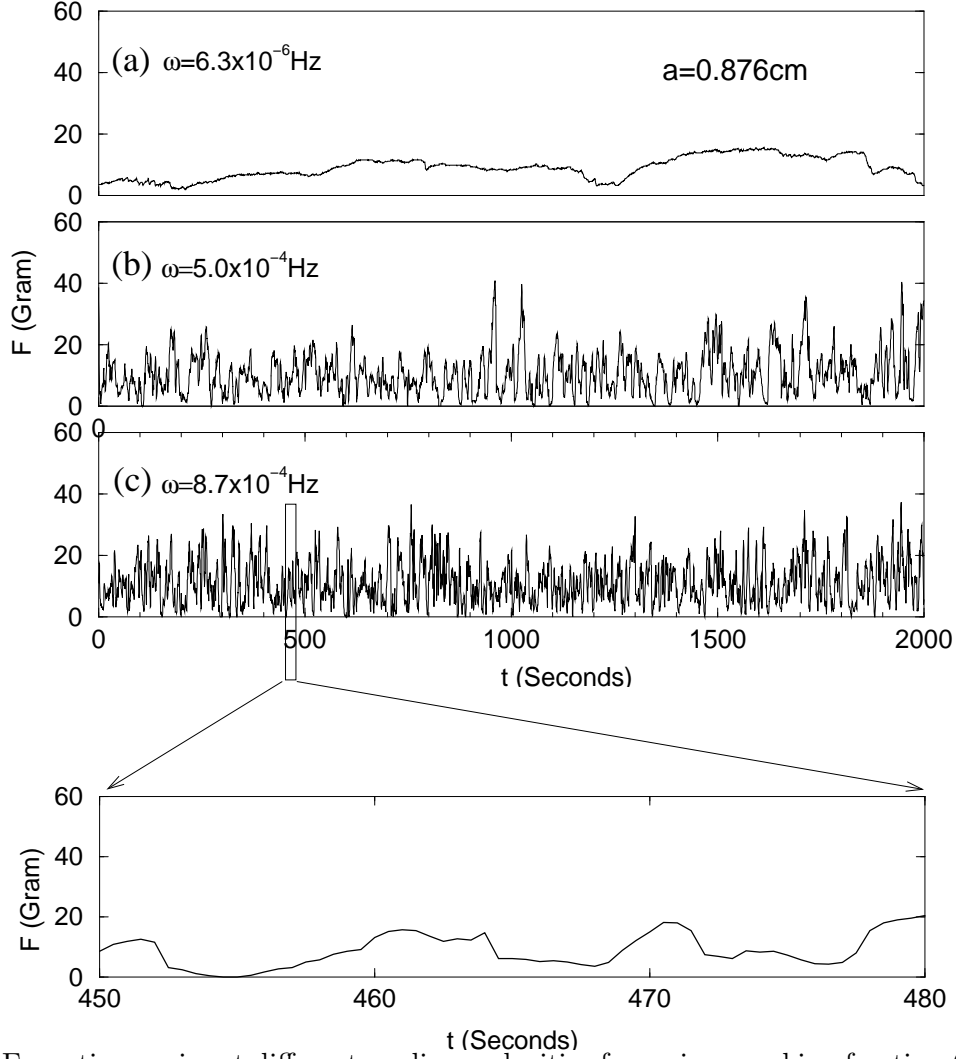 60
(a) ω=6.3x10⁻⁶Hz
a=0.876cm
40
20
0
60
(b) ω=5.0x10⁻⁴Hz
40
20
0
F (Gram)
0
60
(c) ω=8.7x10⁻⁴Hz
40
20
0
0 500 1000 1500 2000
t (Seconds)
60
40
20
0
F (Gram)
450 460 470 480
t (Seconds)